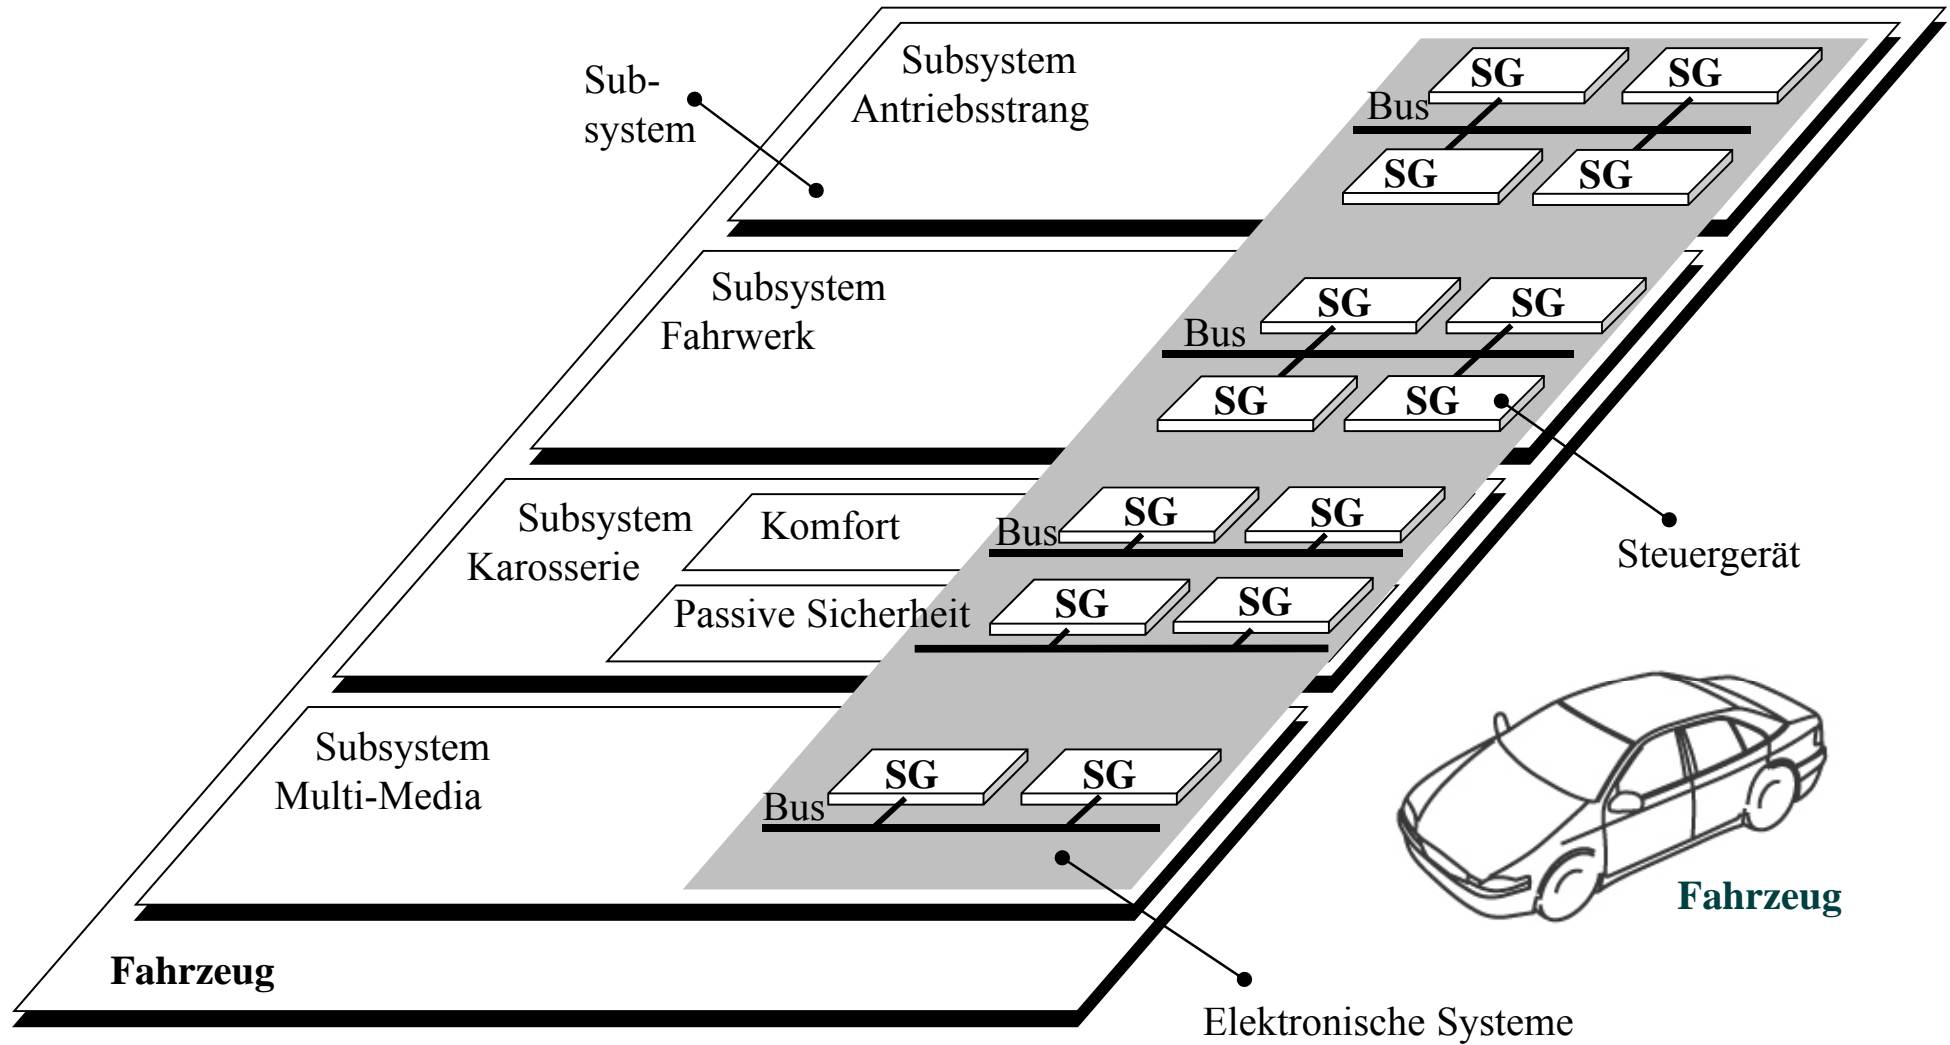 Sub-
system
Subsystem
Antriebsstrang
SG
SG
Bus
SG
SG
Subsystem
Fahrwerk
SG
SG
Bus
SG
SG
Steuergerät
Subsystem
Karosserie
Komfort
Passive Sicherheit
SG
SG
Bus
SG
SG
Subsystem
Multi-Media
SG
SG
Bus
Fahrzeug
Fahrzeug
Elektronische Systeme